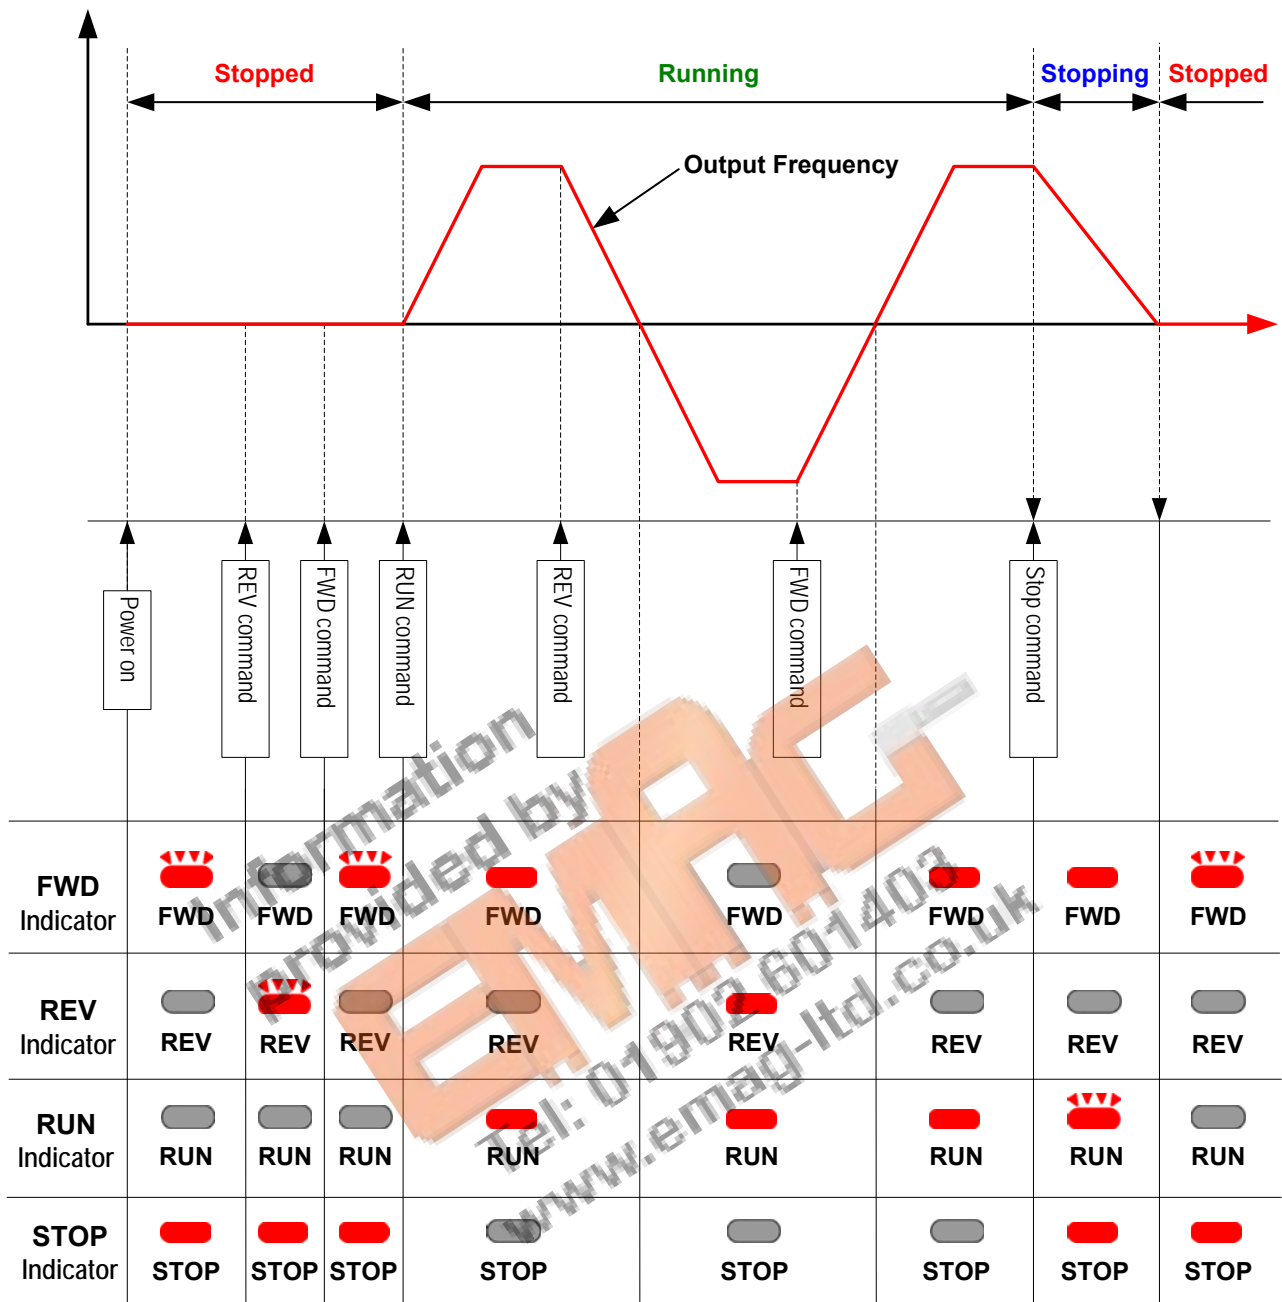 Stopped Running Stopping Stopped
Output Frequency
Power on
REV command
FWD command
RUN command
REV command
FWD command
Stop command
Information
provided by
EMAG
Tel: 01902 601403
www.emag-ltd.co.uk
FWD
Indicator
FWD FWD FWD FWD FWD FWD FWD FWD
REV
Indicator
REV REV REV REV REV REV REV REV
RUN
Indicator
RUN RUN RUN RUN RUN RUN RUN RUN
STOP
Indicator
STOP STOP STOP STOP STOP STOP STOP STOP